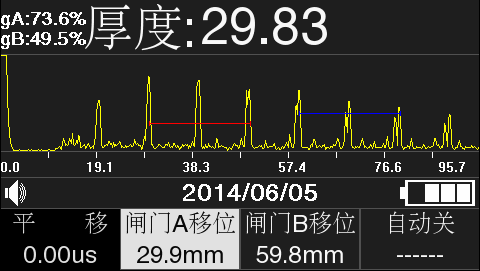 gA:73.6%
gB:49.5%
厚度:29.83
0.0 19.1 38.3 57.4 76.6 95.7
2014/06/05
平 移 闸门A移位 闸门B移位 自动关
0.00us 29.9mm 59.8mm ------